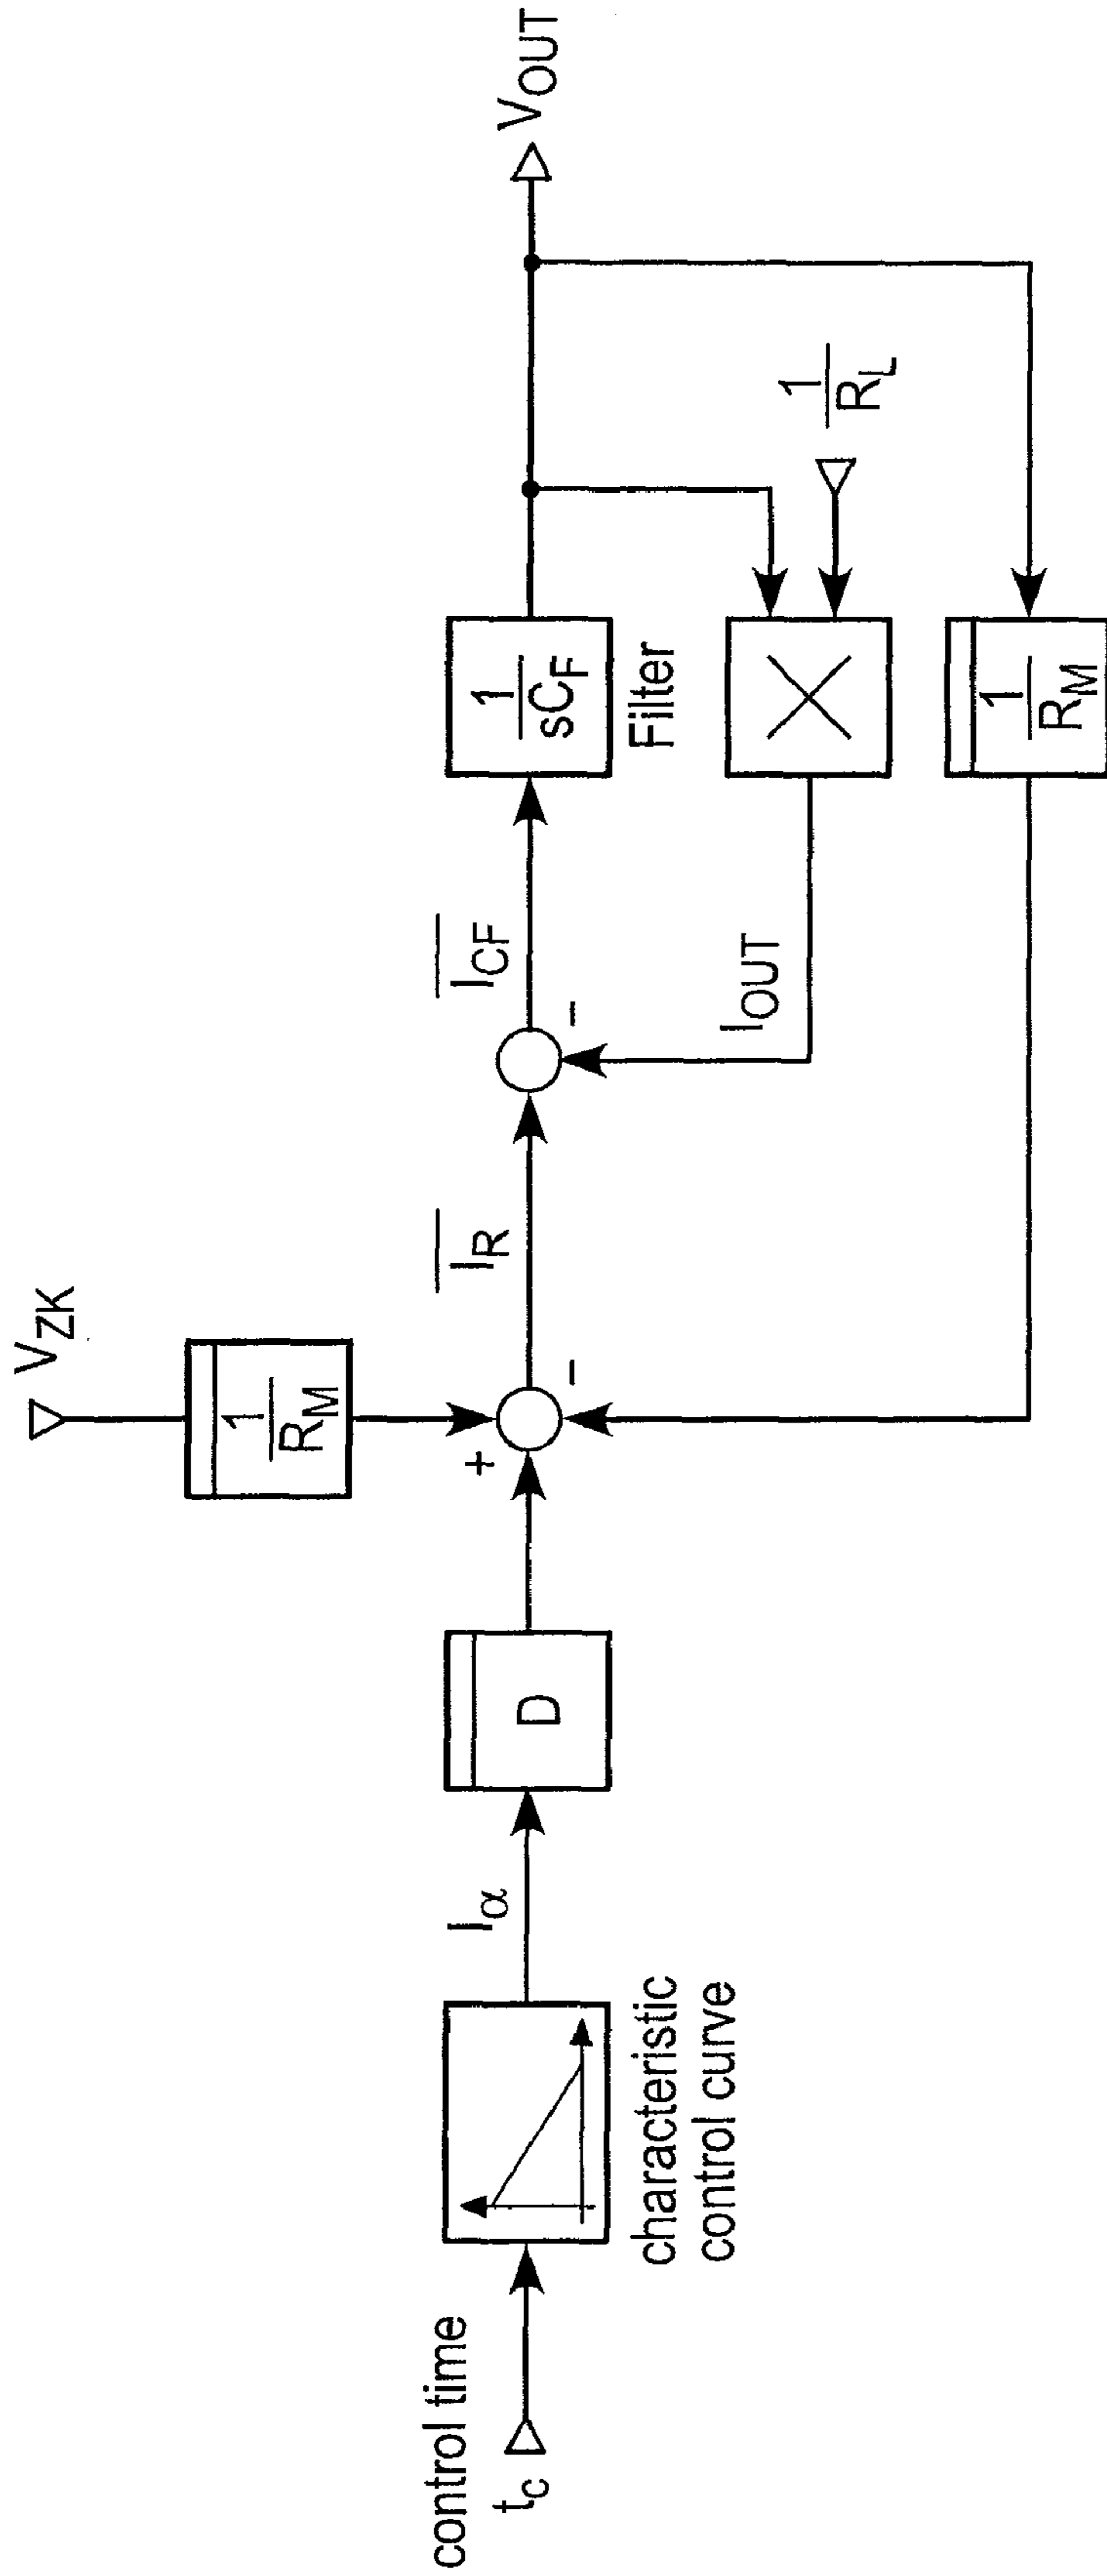 control time
t_c
characteristic
control curve
I_α
D
V_ZK
1
R_M
+
-
I_R
-
I_CF
1
sC_F
Filter
I_OUT
X
1
R_L
1
R_M
V_OUT